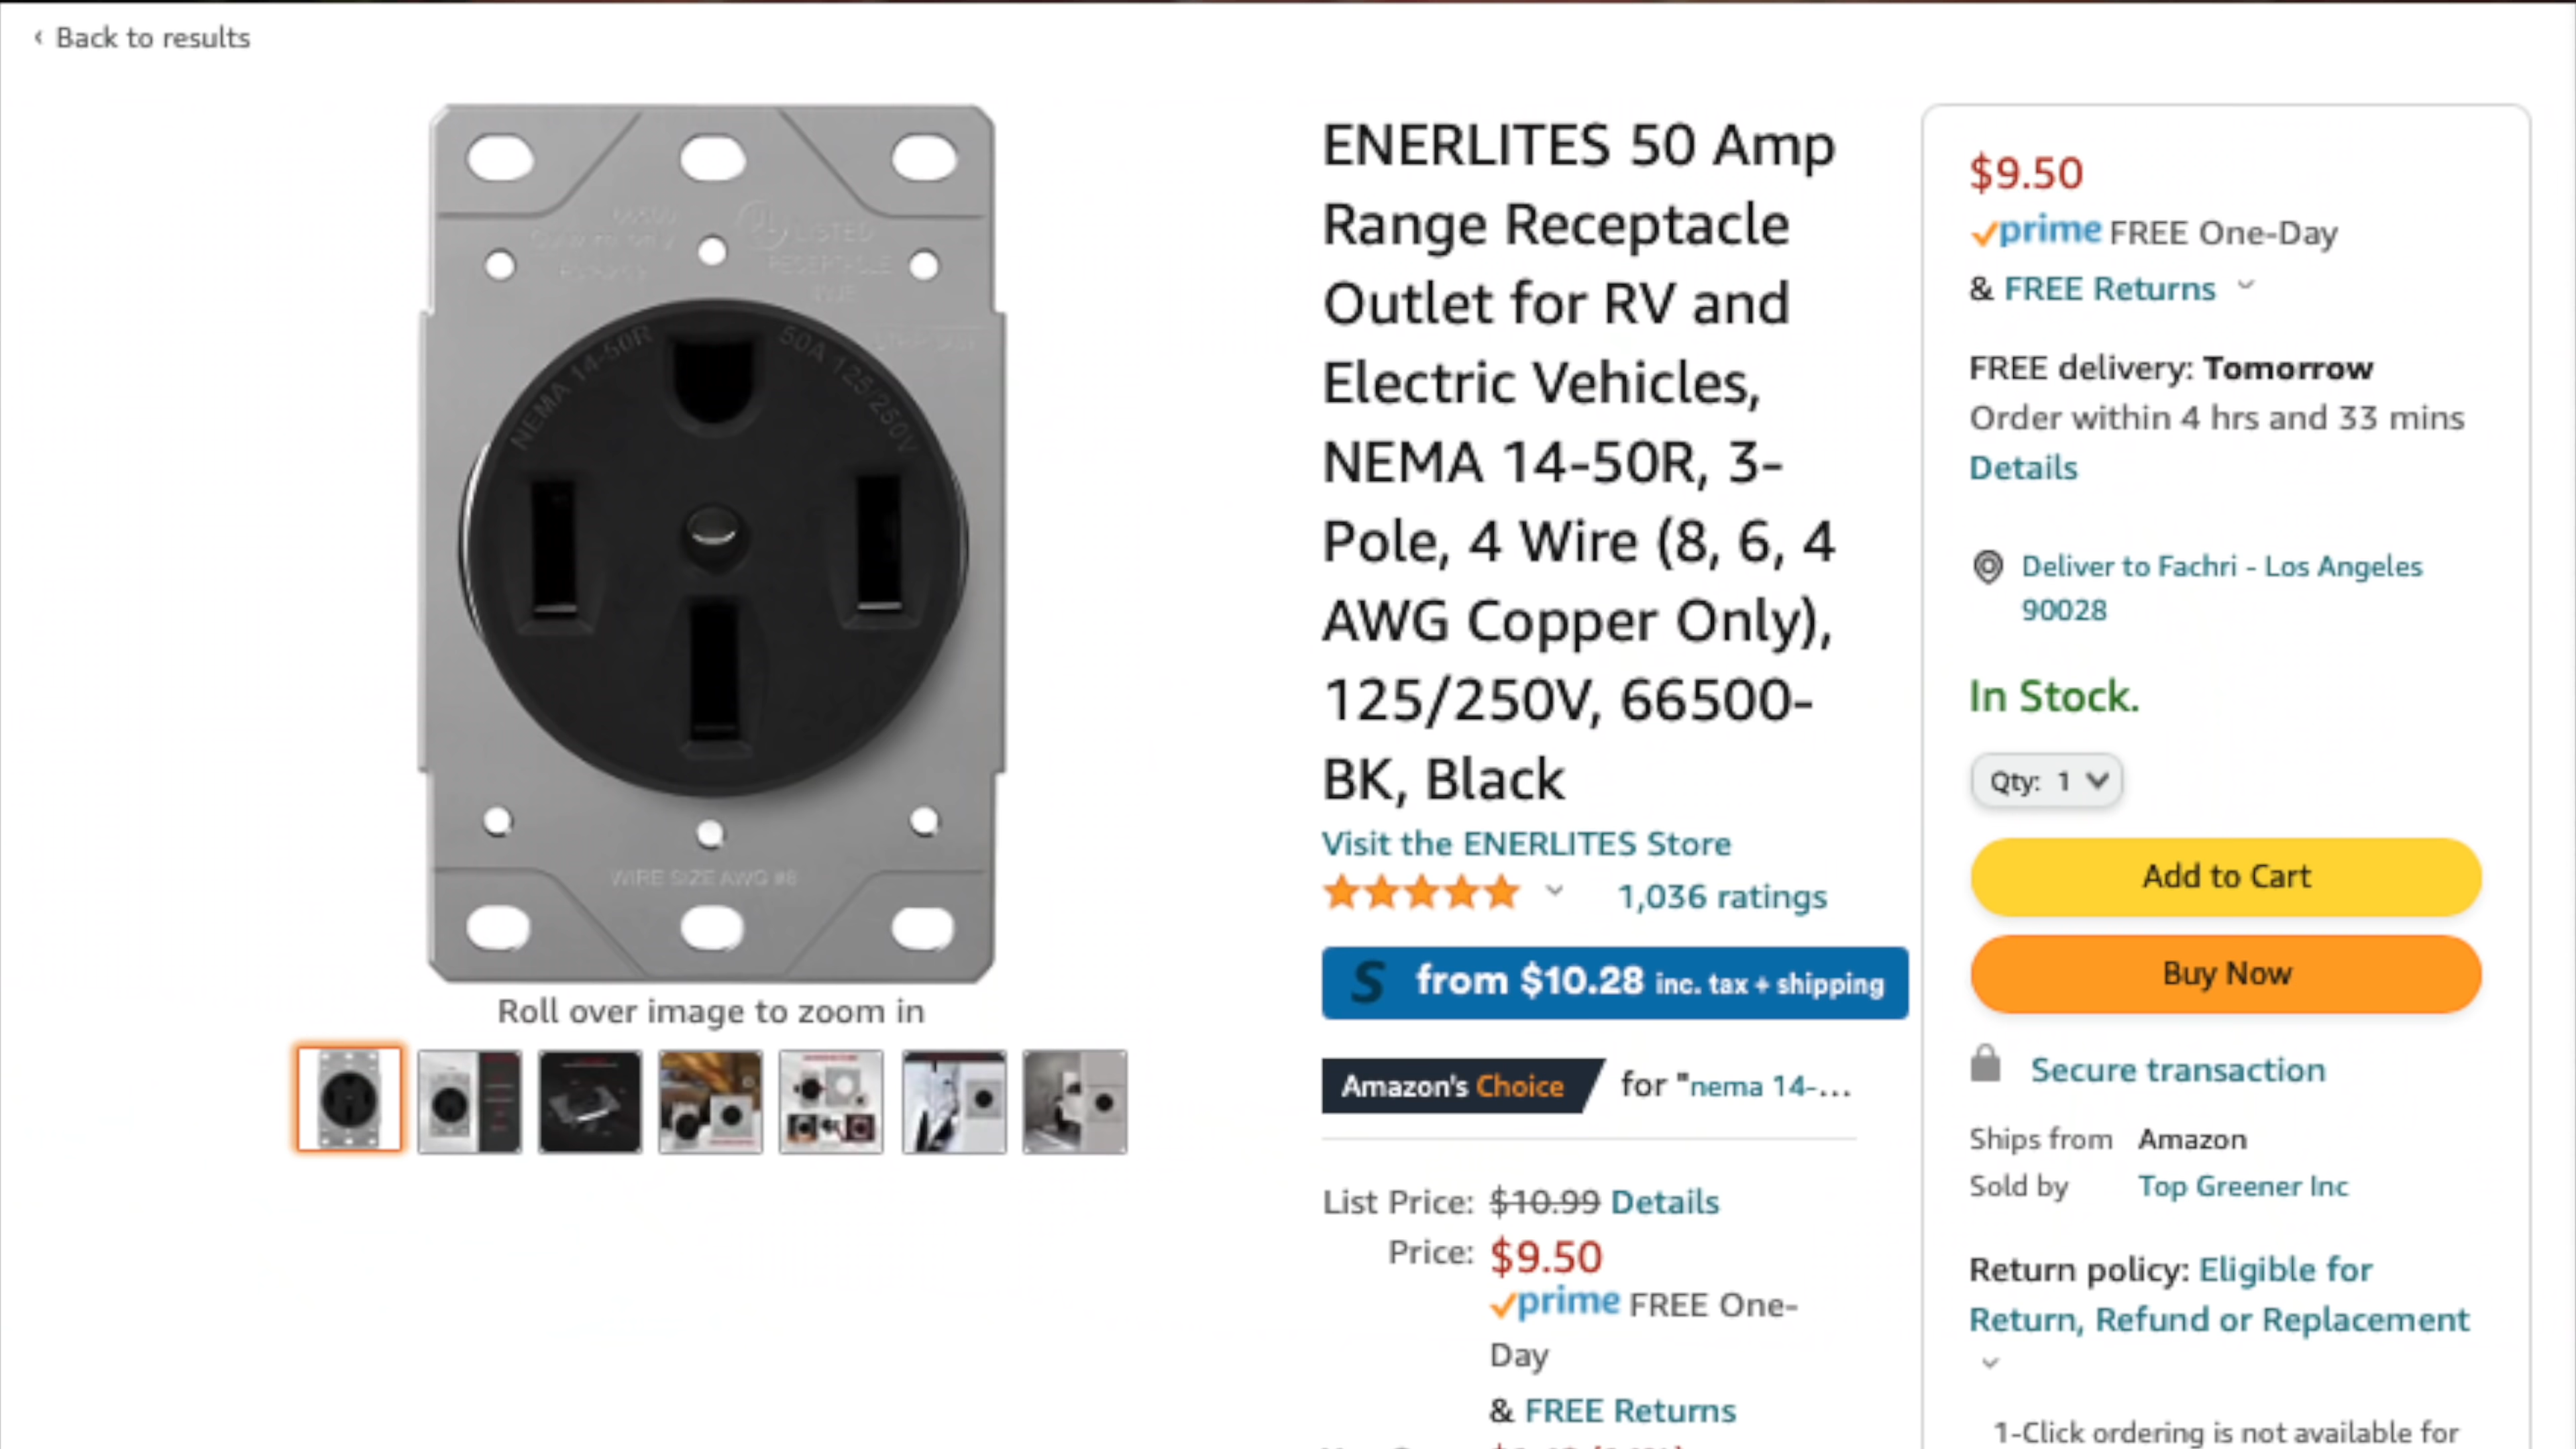 ‹ Back to results
UL LISTED
NEMA 14-50R
50A 125/250V
WIRE SIZE AWG #6
Roll over image to zoom in
ENERLITES 50 Amp
Range Receptacle
Outlet for RV and
Electric Vehicles,
NEMA 14-50R, 3-
Pole, 4 Wire (8, 6, 4
AWG Copper Only),
125/250V, 66500-
BK, Black
Visit the ENERLITES Store
1,036 ratings
S from $10.28 inc. tax + shipping
Amazon's Choice for "nema 14-...
List Price: $10.99 Details
Price: $9.50
prime FREE One-
Day
& FREE Returns
$9.50
prime FREE One-Day
& FREE Returns
FREE delivery: Tomorrow
Order within 4 hrs and 33 mins
Details
Deliver to Fachri - Los Angeles
90028
In Stock.
Qty: 1
Add to Cart
Buy Now
Secure transaction
Ships from Amazon
Sold by Top Greener Inc
Return policy: Eligible for
Return, Refund or Replacement
1-Click ordering is not available for